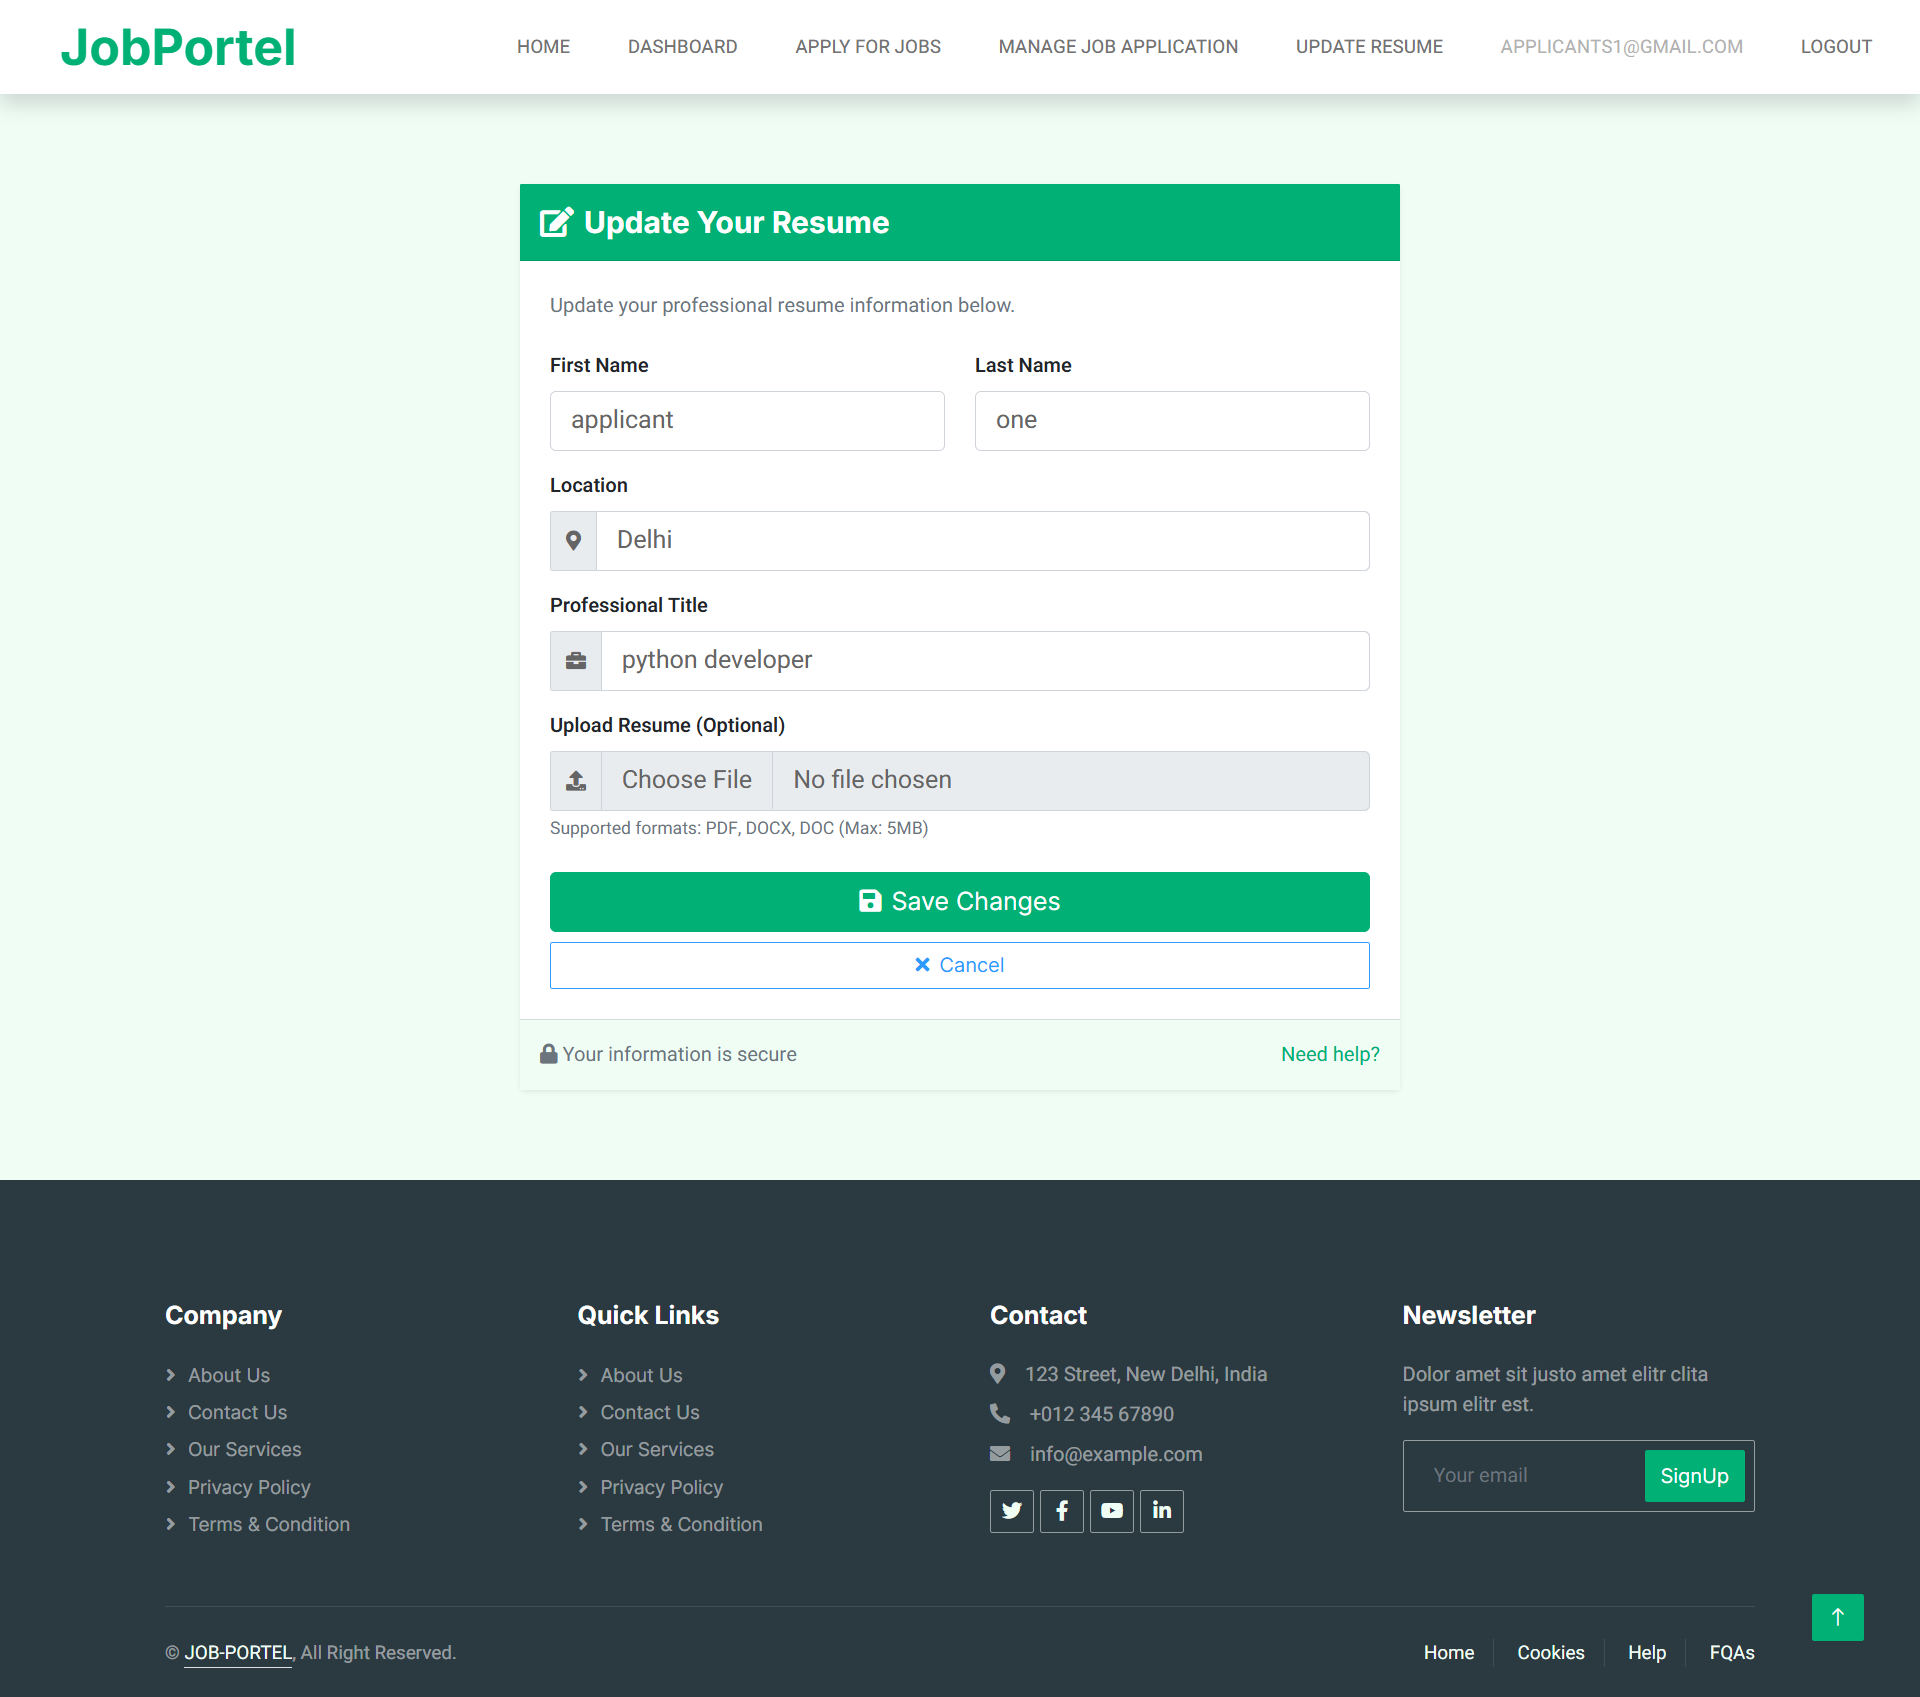 JobPortel
HOME DASHBOARD APPLY FOR JOBS MANAGE JOB APPLICATION UPDATE RESUME APPLICANTS1@GMAIL.COM LOGOUT
Update Your Resume
Update your professional resume information below.
First Name Last Name
applicant one
Location
Delhi
Professional Title
python developer
Upload Resume (Optional)
Choose File No file chosen
Supported formats: PDF, DOCX, DOC (Max: 5MB)
Save Changes
Cancel
Your information is secure Need help?
Company
About Us
Contact Us
Our Services
Privacy Policy
Terms & Condition
Quick Links
About Us
Contact Us
Our Services
Privacy Policy
Terms & Condition
Contact
123 Street, New Delhi, India
+012 345 67890
info@example.com
Newsletter
Dolor amet sit justo amet elitr clita
ipsum elitr est.
Your email SignUp
© JOB-PORTEL, All Right Reserved.
Home Cookies Help FQAs